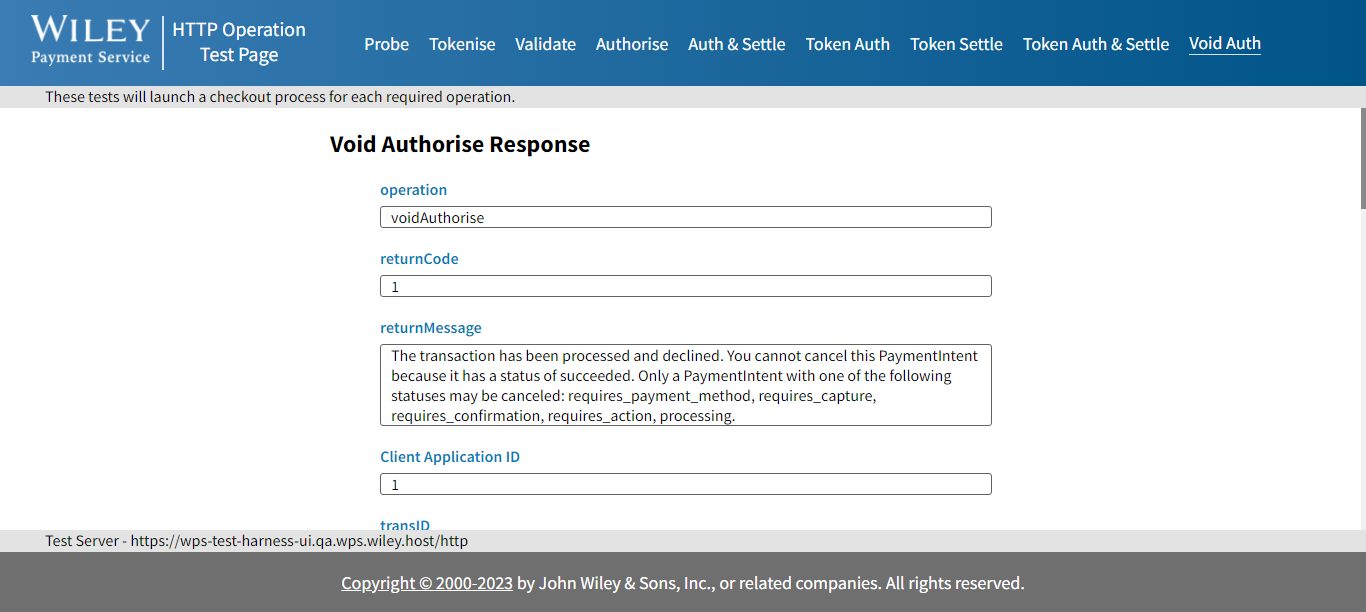 WILEY
Payment Service
HTTP Operation
Test Page
Probe Tokenise Validate Authorise Auth & Settle Token Auth Token Settle Token Auth & Settle Void Auth
These tests will launch a checkout process for each required operation.
Void Authorise Response
operation
voidAuthorise
returnCode
1
returnMessage
The transaction has been processed and declined. You cannot cancel this PaymentIntent
because it has a status of succeeded. Only a PaymentIntent with one of the following
statuses may be canceled: requires_payment_method, requires_capture,
requires_confirmation, requires_action, processing.
Client Application ID
1
transID
Test Server - https://wps-test-harness-ui.qa.wps.wiley.host/http
Copyright © 2000-2023 by John Wiley & Sons, Inc., or related companies. All rights reserved.